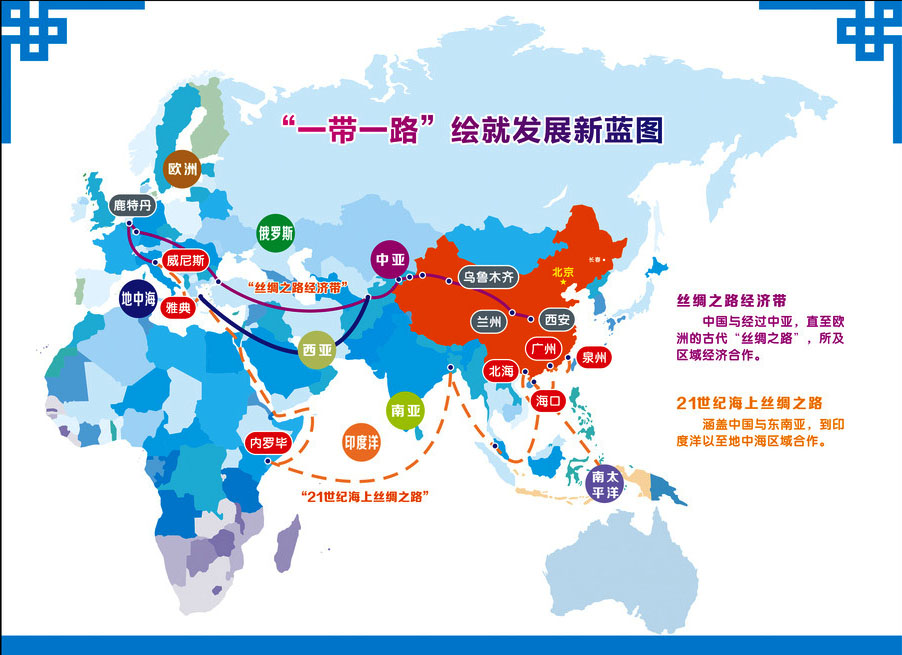 “一带一路”绘就发展新蓝图
欧洲
鹿特丹
俄罗斯
威尼斯
中亚
乌鲁木齐
长春
北京
地中海
雅典
“丝绸之路经济带”
兰州
西安
西亚
广州
泉州
北海
海口
南亚
内罗毕
印度洋
南太
平洋
“21世纪海上丝绸之路”
丝绸之路经济带
中国与经过中亚，直至欧
洲的古代“丝绸之路”，所及
区域经济合作。
21世纪海上丝绸之路
涵盖中国与东南亚，到印
度洋以至地中海区域合作。